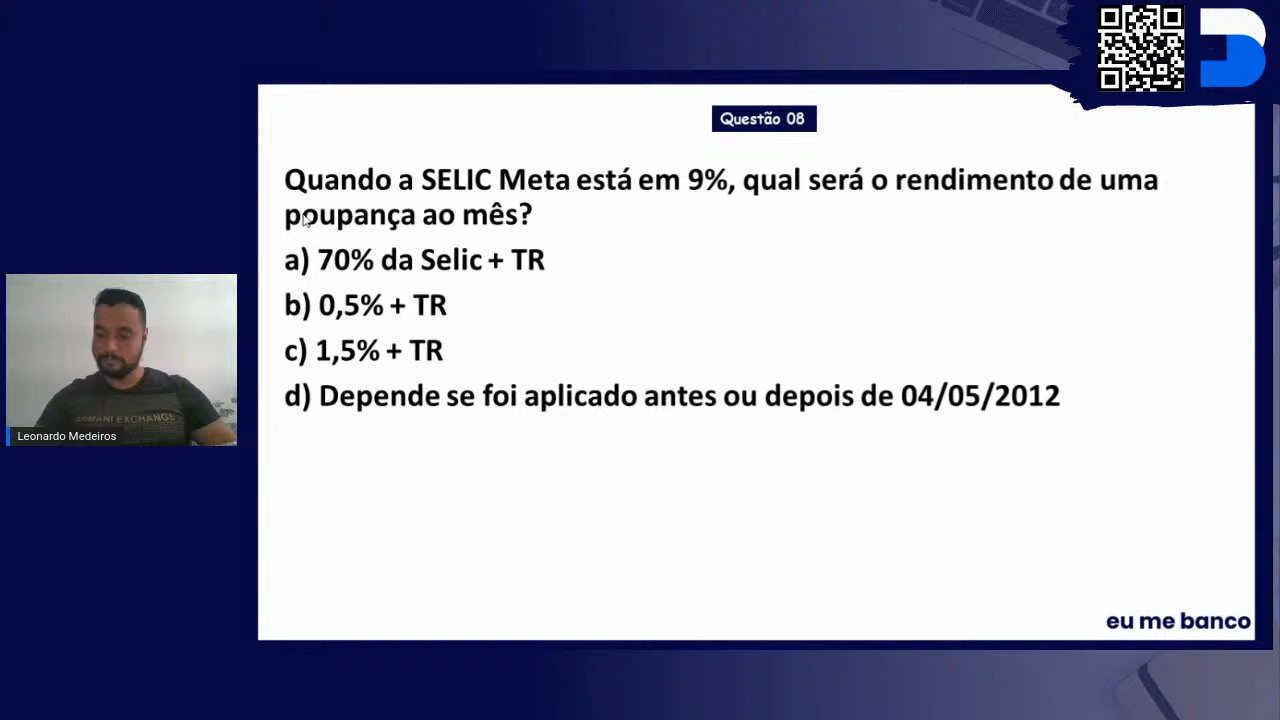 Questão 08
Quando a SELIC Meta está em 9%, qual será o rendimento de uma
poupança ao mês?
a) 70% da Selic + TR
b) 0,5% + TR
c) 1,5% + TR
d) Depende se foi aplicado antes ou depois de 04/05/2012
ARMANI EXCHANGE
Leonardo Medeiros
eu me banco